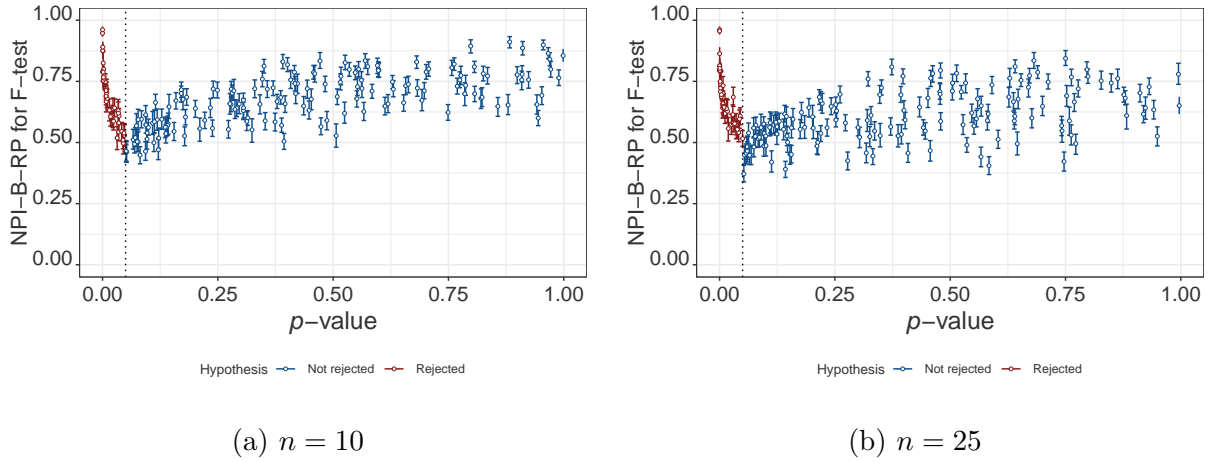 NPI−B−RP for F−test
1.00
0.75
0.50
0.25
0.00
0.00 0.25 0.50 0.75 1.00
p−value
Hypothesis Not rejected Rejected
(a) n = 10
NPI−B−RP for F−test
1.00
0.75
0.50
0.25
0.00
0.00 0.25 0.50 0.75 1.00
p−value
Hypothesis Not rejected Rejected
(b) n = 25